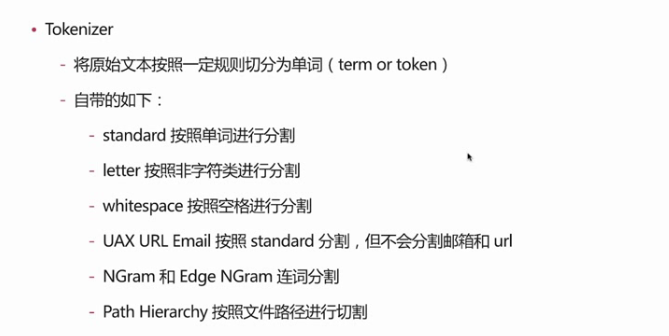 • Tokenizer
- 将原始文本按照一定规则切分为单词（term or token）
- 自带的如下：
- standard 按照单词进行分割
- letter 按照非字符类进行分割
- whitespace 按照空格进行分割
- UAX URL Email 按照 standard 分割，但不会分割邮箱和 url
- NGram 和 Edge NGram 连词分割
- Path Hierarchy 按照文件路径进行切割